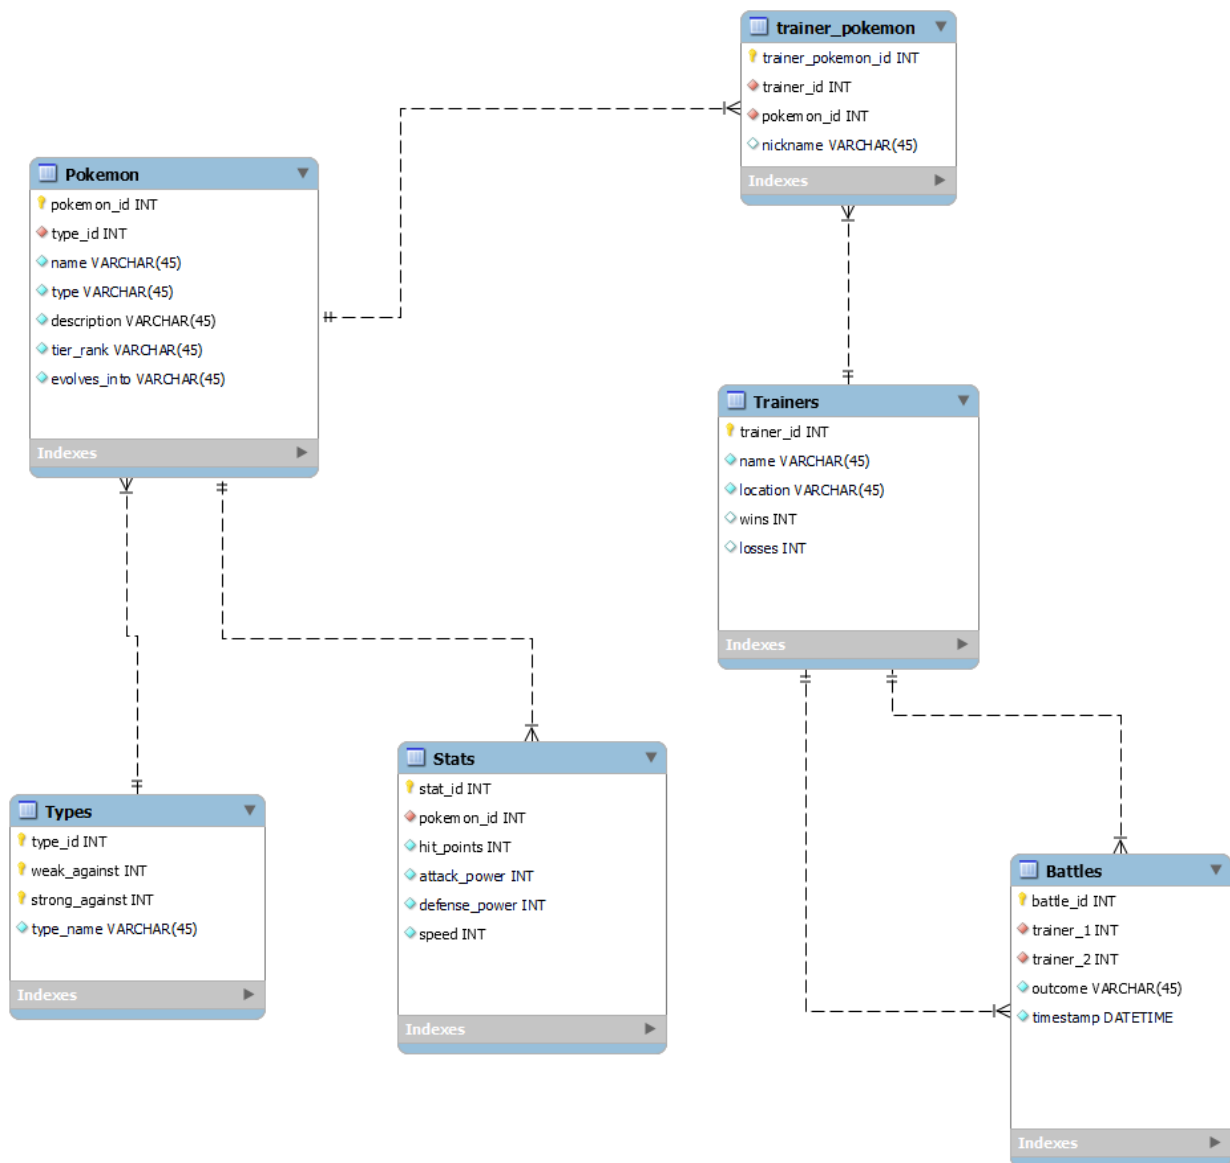 trainer_pokemon
trainer_pokemon_id INT
trainer_id INT
pokemon_id INT
nickname VARCHAR(45)
Indexes
Pokemon
pokemon_id INT
type_id INT
name VARCHAR(45)
type VARCHAR(45)
description VARCHAR(45)
tier_rank VARCHAR(45)
evolves_into VARCHAR(45)
Indexes
Trainers
trainer_id INT
name VARCHAR(45)
location VARCHAR(45)
wins INT
losses INT
Indexes
Types
type_id INT
weak_against INT
strong_against INT
type_name VARCHAR(45)
Indexes
Stats
stat_id INT
pokemon_id INT
hit_points INT
attack_power INT
defense_power INT
speed INT
Indexes
Battles
battle_id INT
trainer_1 INT
trainer_2 INT
outcome VARCHAR(45)
timestamp DATETIME
Indexes